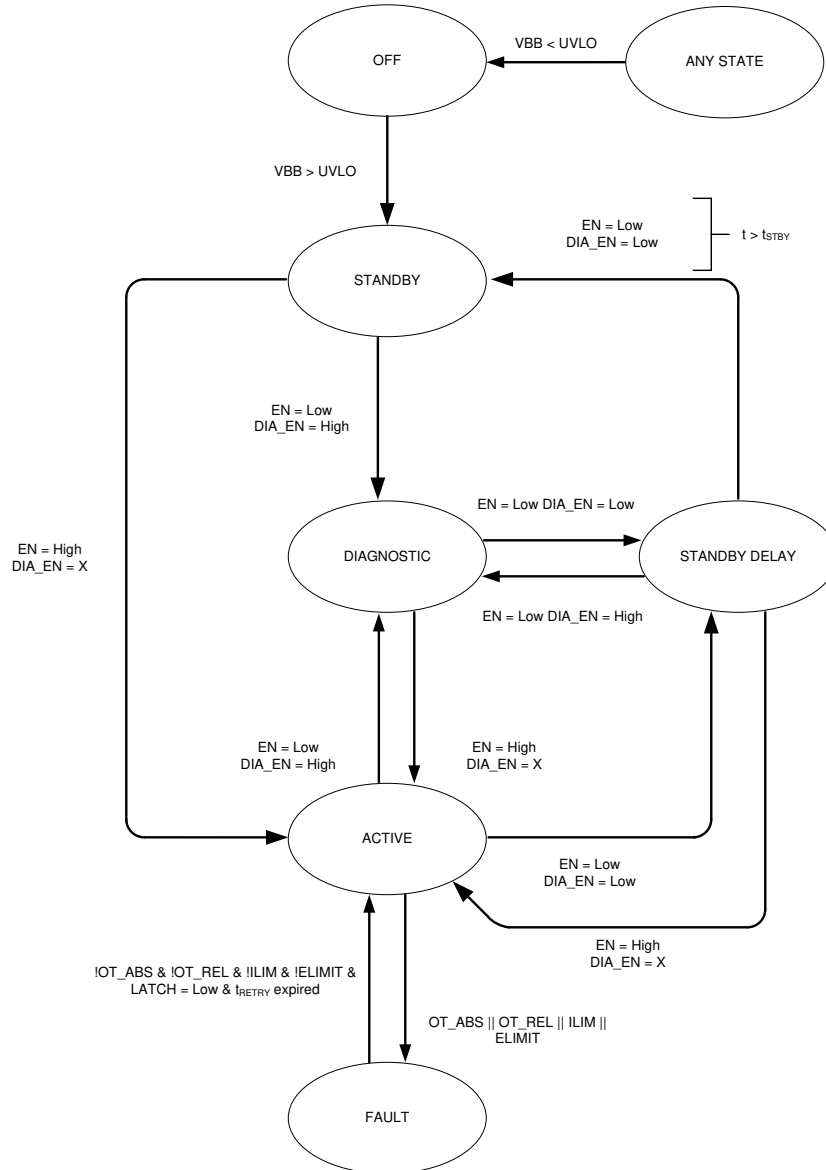 VBB < UVLO
OFF
ANY STATE
VBB > UVLO
EN = Low
DIA_EN = Low
t > tSTBY
STANDBY
EN = Low
DIA_EN = High
EN = Low DIA_EN = Low
EN = High
DIA_EN = X
DIAGNOSTIC
STANDBY DELAY
EN = Low DIA_EN = High
EN = Low
DIA_EN = High
EN = High
DIA_EN = X
ACTIVE
EN = Low
DIA_EN = Low
EN = High
DIA_EN = X
!OT_ABS & !OT_REL & !ILIM & !ELIMIT &
LATCH = Low & tRETRY expired
OT_ABS || OT_REL || ILIM ||
ELIMIT
FAULT